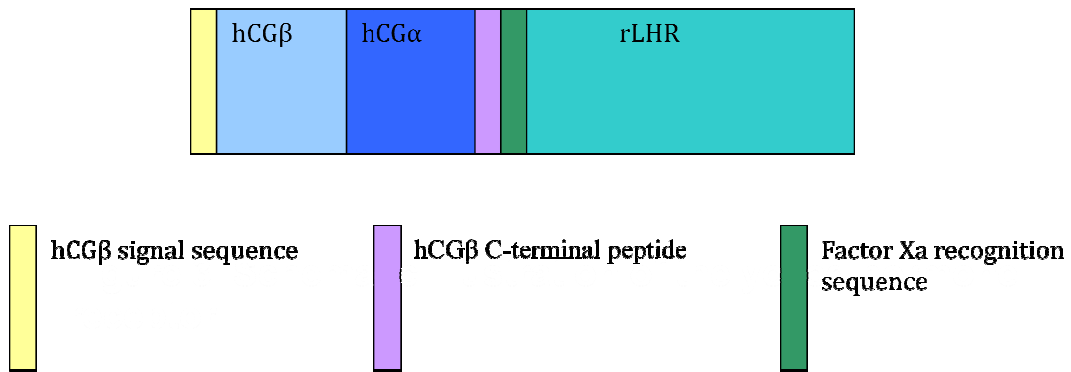 hCGβ hCGα rLHR
hCGβ signal sequence
hCGβ C-terminal peptide
Factor Xa recognition
sequence